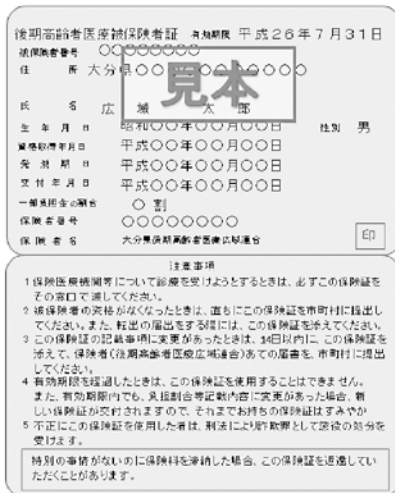 後期高齢者医療被保険者証 有効期限 平成26年7月31日
被保険者番号 ○○○○○○○○
住 所 大分県○○○○○○○○○○
見本
氏 名 広域 太郎
生年月日 昭和○○年○○月○○日 性別 男
資格取得年月日 平成○○年○○月○○日
発効期日 平成○○年○○月○○日
交付年月日 平成○○年○○月○○日
一部負担金の割合 ○ 割
保険者番号 ○○○○○○○○
保険者名 大分県後期高齢者医療広域連合 印
注意事項
1 保険医療機関等について診療を受けようとするときは、必ずこの保険証を
その窓口で渡してください。
2 被保険者の資格がなくなったときは、直ちにこの保険証を市町村に提出し
てください。また、転出の届出をする際には、この保険証を添えてください。
3 この保険証の記載事項に変更があったときは、14日以内に、この保険証を
添えて、保険者(後期高齢者医療広域連合)あての届書を、市町村に提出
してください。
4 有効期限を経過したときは、この保険証を使用することはできません。
また、有効期限内でも、負担割合等記載内容に変更があった場合、新
しい保険証が交付されますので、それまでお持ちの保険証はすみやか
5 不正にこの保険証を使用した者は、刑法により詐欺罪として懲役の処分を
受けます。
特別の事情がないのに保険料を滞納した場合、この保険証を返還してい
ただくことがあります。